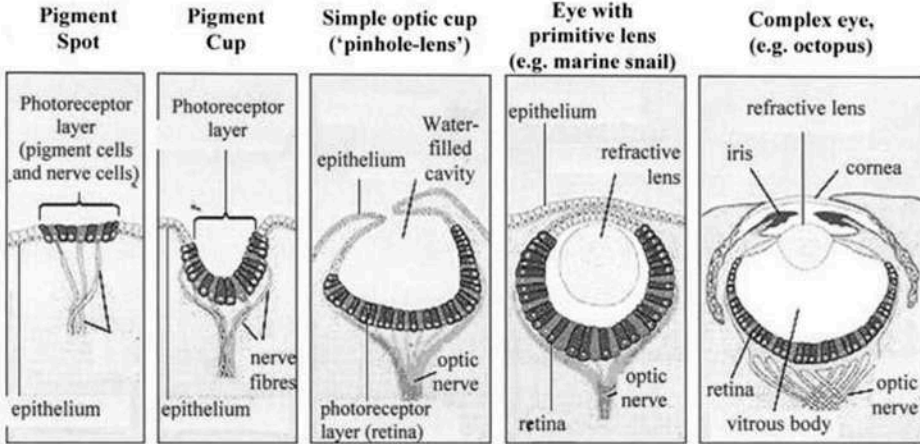 Pigment
Spot
Photoreceptor
layer
(pigment cells
and nerve cells)
epithelium
Pigment
Cup
Photoreceptor
layer
nerve
fibres
epithelium
Simple optic cup
('pinhole-lens')
Water-
filled
cavity
epithelium
optic
nerve
photoreceptor
layer (retina)
Eye with
primitive lens
(e.g. marine snail)
epithelium
refractive
lens
optic
nerve
retina
Complex eye,
(e.g. octopus)
refractive lens
iris
cornea
retina
optic
nerve
vitrous body